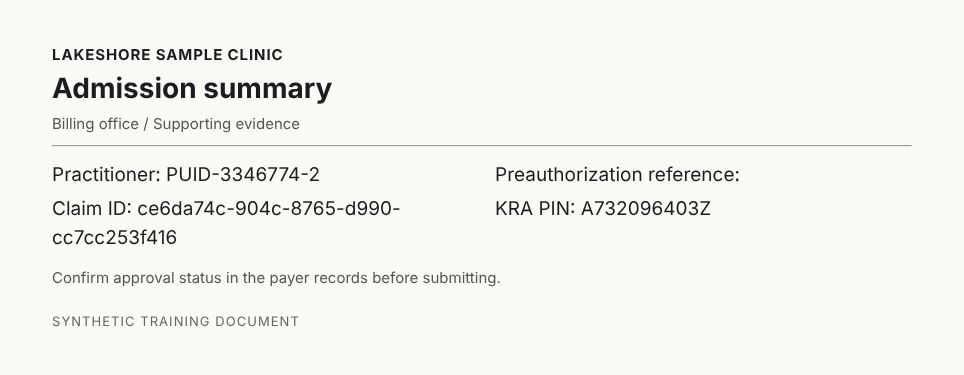 LAKESHORE SAMPLE CLINIC
Admission summary
Billing office / Supporting evidence
Practitioner: PUID-3346774-2
Preauthorization reference:
Claim ID: ce6da74c-904c-8765-d990-
cc7cc253f416
KRA PIN: A732096403Z
Confirm approval status in the payer records before submitting.
SYNTHETIC TRAINING DOCUMENT